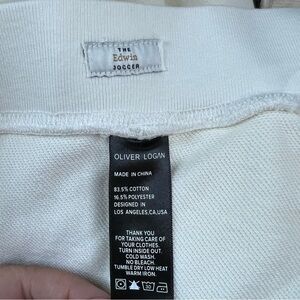 THE
Edwin
JOGGER
OLIVER LOGAN
MADE IN CHINA
83.5% COTTON
16.5% POLYESTER
DESIGNED IN
LOS ANGELES,CA,USA
THANK YOU
FOR TAKING CARE OF
YOUR CLOTHES.
TURN INSIDE OUT.
COLD WASH
NO BLEACH.
TUMBLE DRY LOW HEAT
WARM IRON.
30